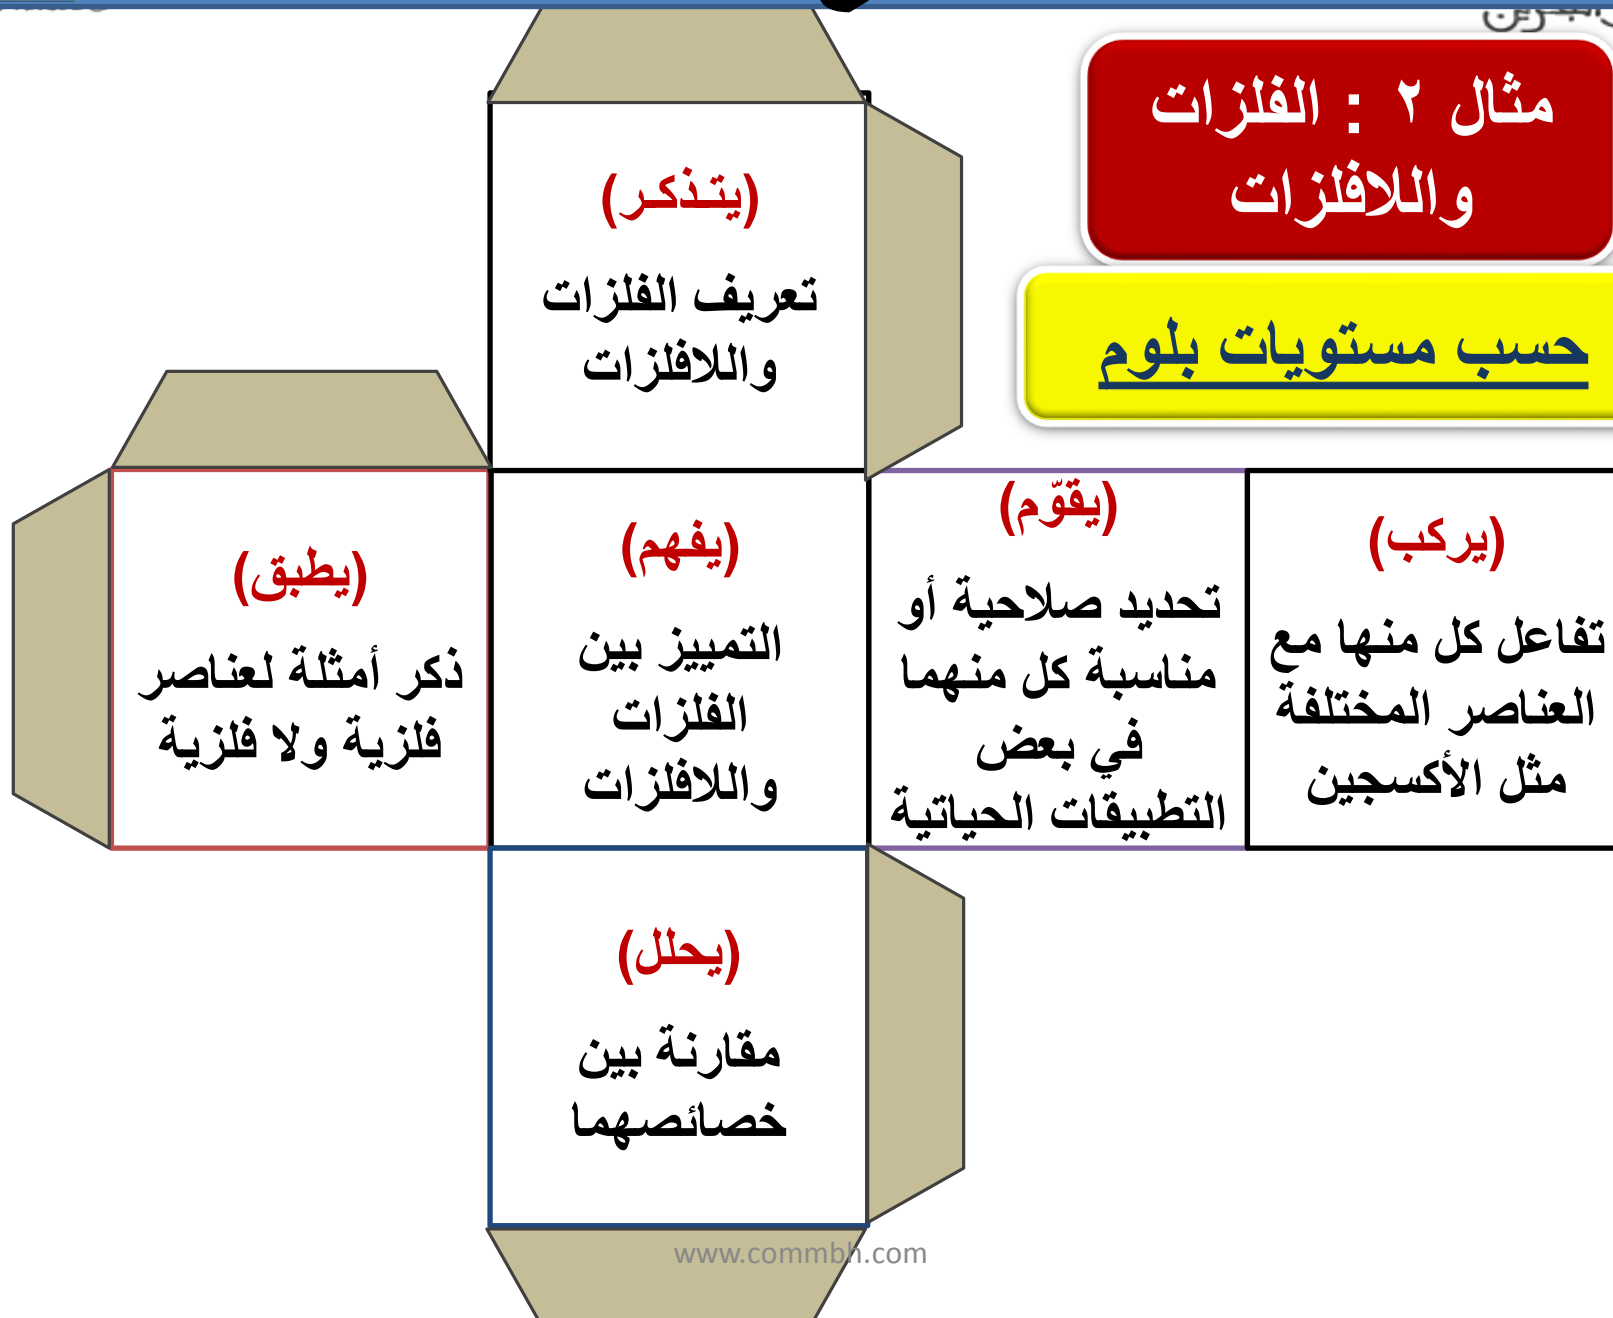 مثال ٢ : الفلزات
واللافلزات
حسب مستويات بلوم
(يتـذكـر)
تعريف الفلزات
واللافلزات
(يركب)
تفاعل كل منها مع
العناصر المختلفة
مثل الأكسجين
(يقوّم)
تحديد صلاحية أو
مناسبة كل منهما
في بعض
التطبيقات الحياتية
(يفهم)
التمييز بين
الفلزات
واللافلزات
(يطبق)
ذكر أمثلة لعناصر
فلزية ولا فلزية
(يحلل)
مقارنة بين
خصائصهما
www.commbh.com